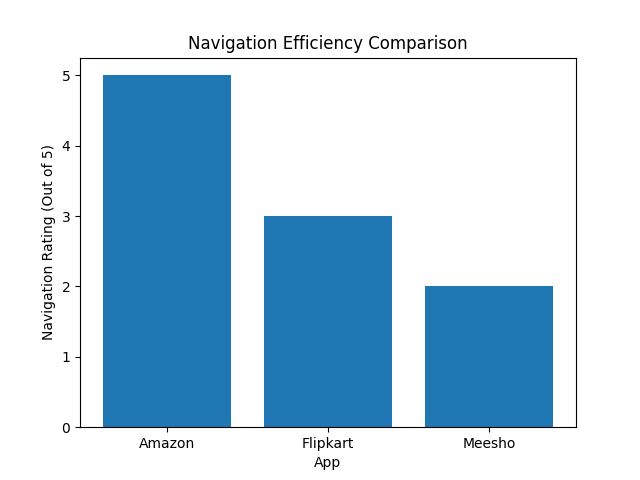 Navigation Efficiency Comparison
Navigation Rating (Out of 5)
5
4
3
2
1
0
Amazon
Flipkart
Meesho
App